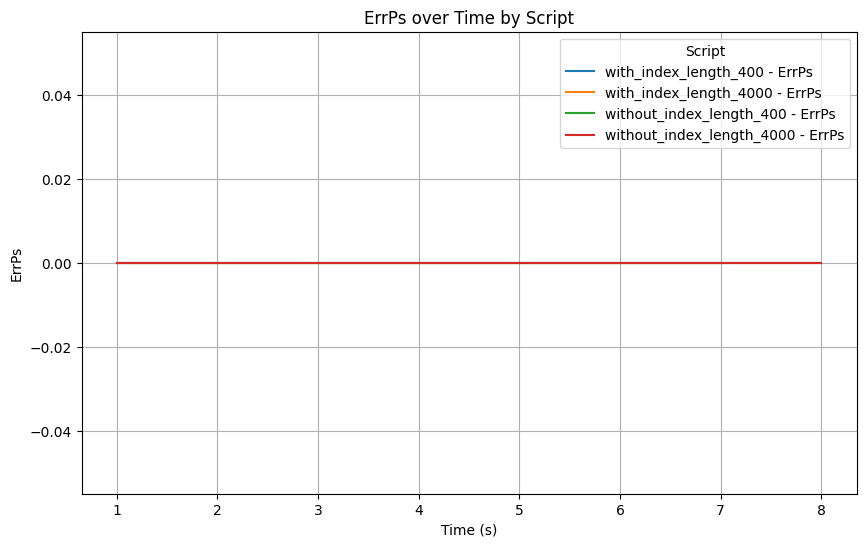 ErrPs over Time by Script
Script
with_index_length_400 - ErrPs
with_index_length_4000 - ErrPs
without_index_length_400 - ErrPs
without_index_length_4000 - ErrPs
ErrPs
0.04
0.02
0.00
−0.02
−0.04
1 2 3 4 5 6 7 8
Time (s)